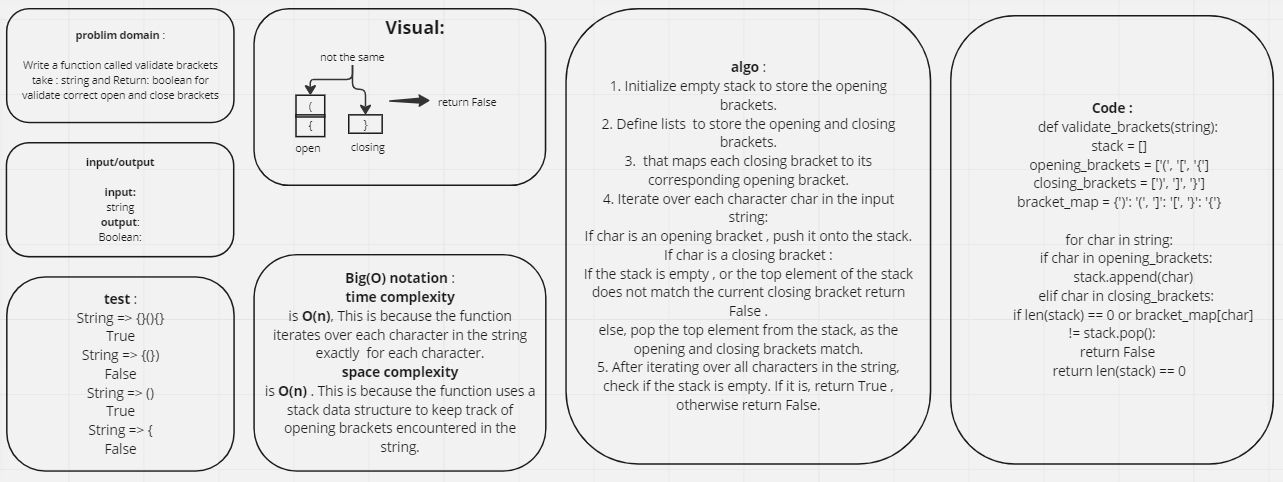 problim domain :
Write a function called validate brackets
take : string and Return: boolean for
validate correct open and close brackets
input/output
input:
string
output:
Boolean:
test :
String => {}(){}
True
String => {(})
False
String => ()
True
String => {
False
Visual:
not the same
(
{
}
return False
open
closing
Big(O) notation :
time complexity
is O(n), This is because the function
iterates over each character in the string
exactly  for each character.
space complexity
is O(n) . This is because the function uses a
stack data structure to keep track of
opening brackets encountered in the
string.
algo :
1. Initialize empty stack to store the opening
brackets.
2. Define lists  to store the opening and closing
brackets.
3.  that maps each closing bracket to its
corresponding opening bracket.
4. Iterate over each character char in the input
string:
If char is an opening bracket , push it onto the stack.
If char is a closing bracket :
If the stack is empty , or the top element of the stack
does not match the current closing bracket return
False .
else, pop the top element from the stack, as the
opening and closing brackets match.
5. After iterating over all characters in the string,
check if the stack is empty. If it is, return True ,
otherwise return False.
Code :
def validate_brackets(string):
stack = []
opening_brackets = ['(', '[', '{']
closing_brackets = [')', ']', '}']
bracket_map = {')': '(', ']': '[', '}': '{'}
for char in string:
if char in opening_brackets:
stack.append(char)
elif char in closing_brackets:
if len(stack) == 0 or bracket_map[char]
!= stack.pop():
return False
return len(stack) == 0